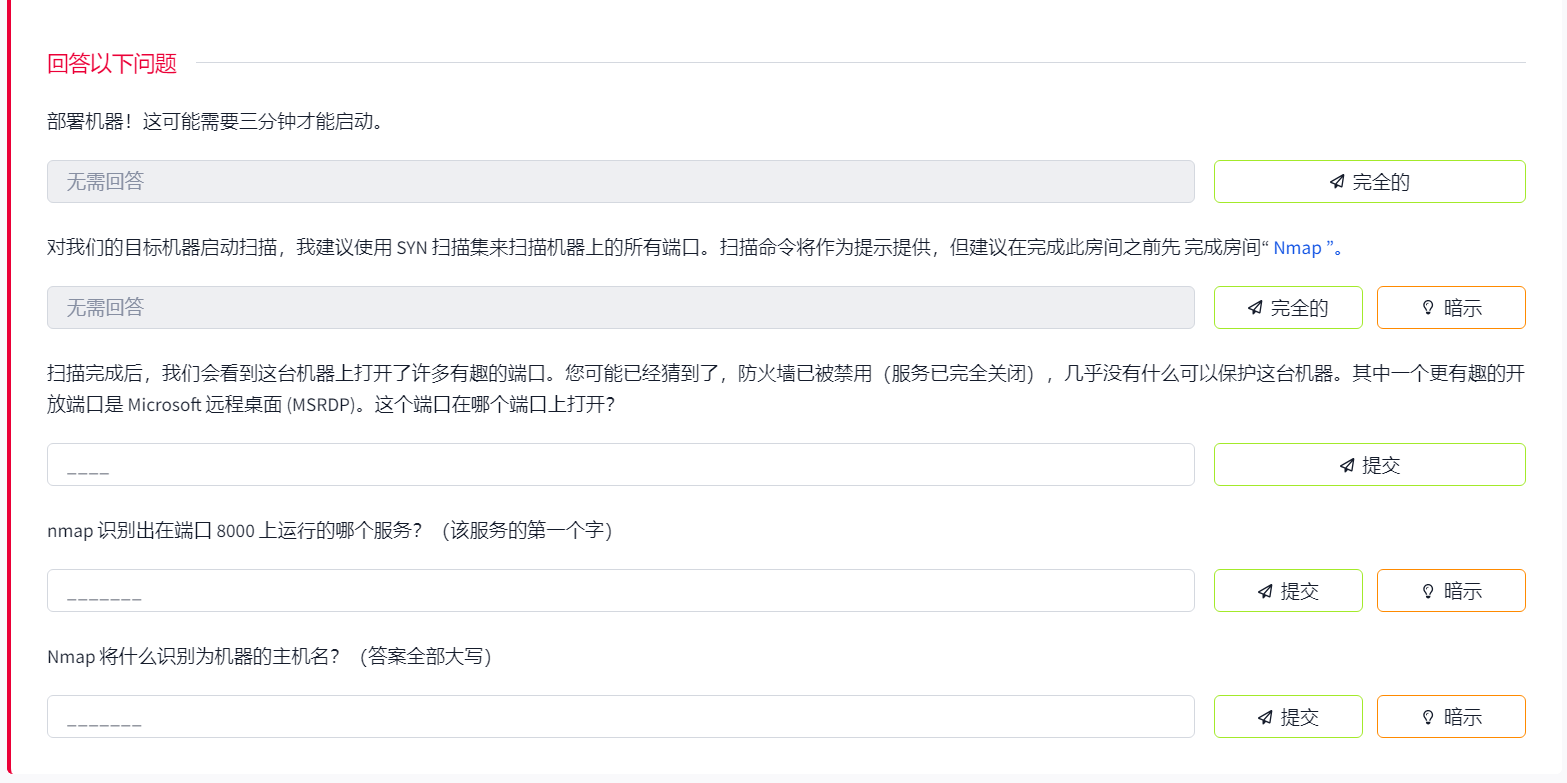 回答以下问题
部署机器！这可能需要三分钟才能启动。
无需回答
完全的
对我们的目标机器启动扫描，我建议使用 SYN 扫描集来扫描机器上的所有端口。扫描命令将作为提示提供，但建议在完成此房间之前先 完成房间“ Nmap ”。
无需回答
完全的
暗示
扫描完成后，我们会看到这台机器上打开了许多有趣的端口。您可能已经猜到了，防火墙已被禁用（服务已完全关闭），几乎没有什么可以保护这台机器。其中一个更有趣的开
放端口是 Microsoft 远程桌面 (MSRDP)。这个端口在哪个端口上打开？
____
提交
nmap 识别出在端口 8000 上运行的哪个服务？（该服务的第一个字）
_______
提交
暗示
Nmap 将什么识别为机器的主机名？（答案全部大写）
_______
提交
暗示